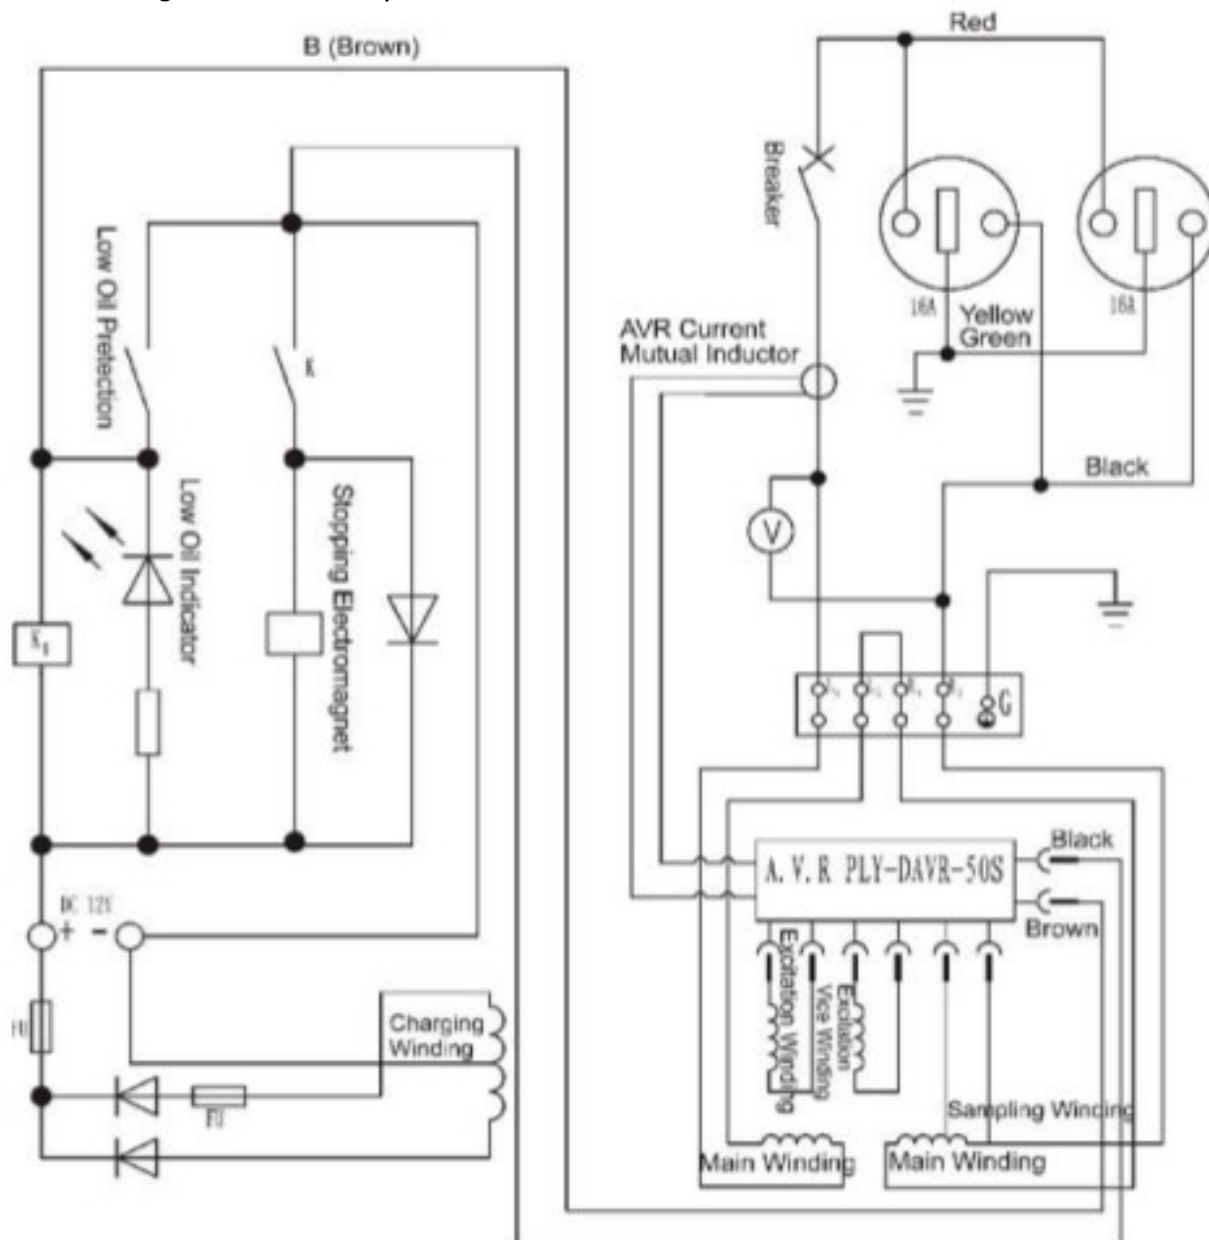 B (Brown)
Red
Breaker
Low Oil Pretection
K
16A
16A
Yellow
Green
AVR Current
Mutual Inductor
Black
Low Oil Indicator
Stopping Electromagnet
V
G
Black
A.V.R PLY-DAVR-50S
Brown
DC 12V
+ -
Excitation Winding
Vice Winding
Excitation
Charging
Winding
FU
FU
Sampling Winding
Main Winding
Main Winding